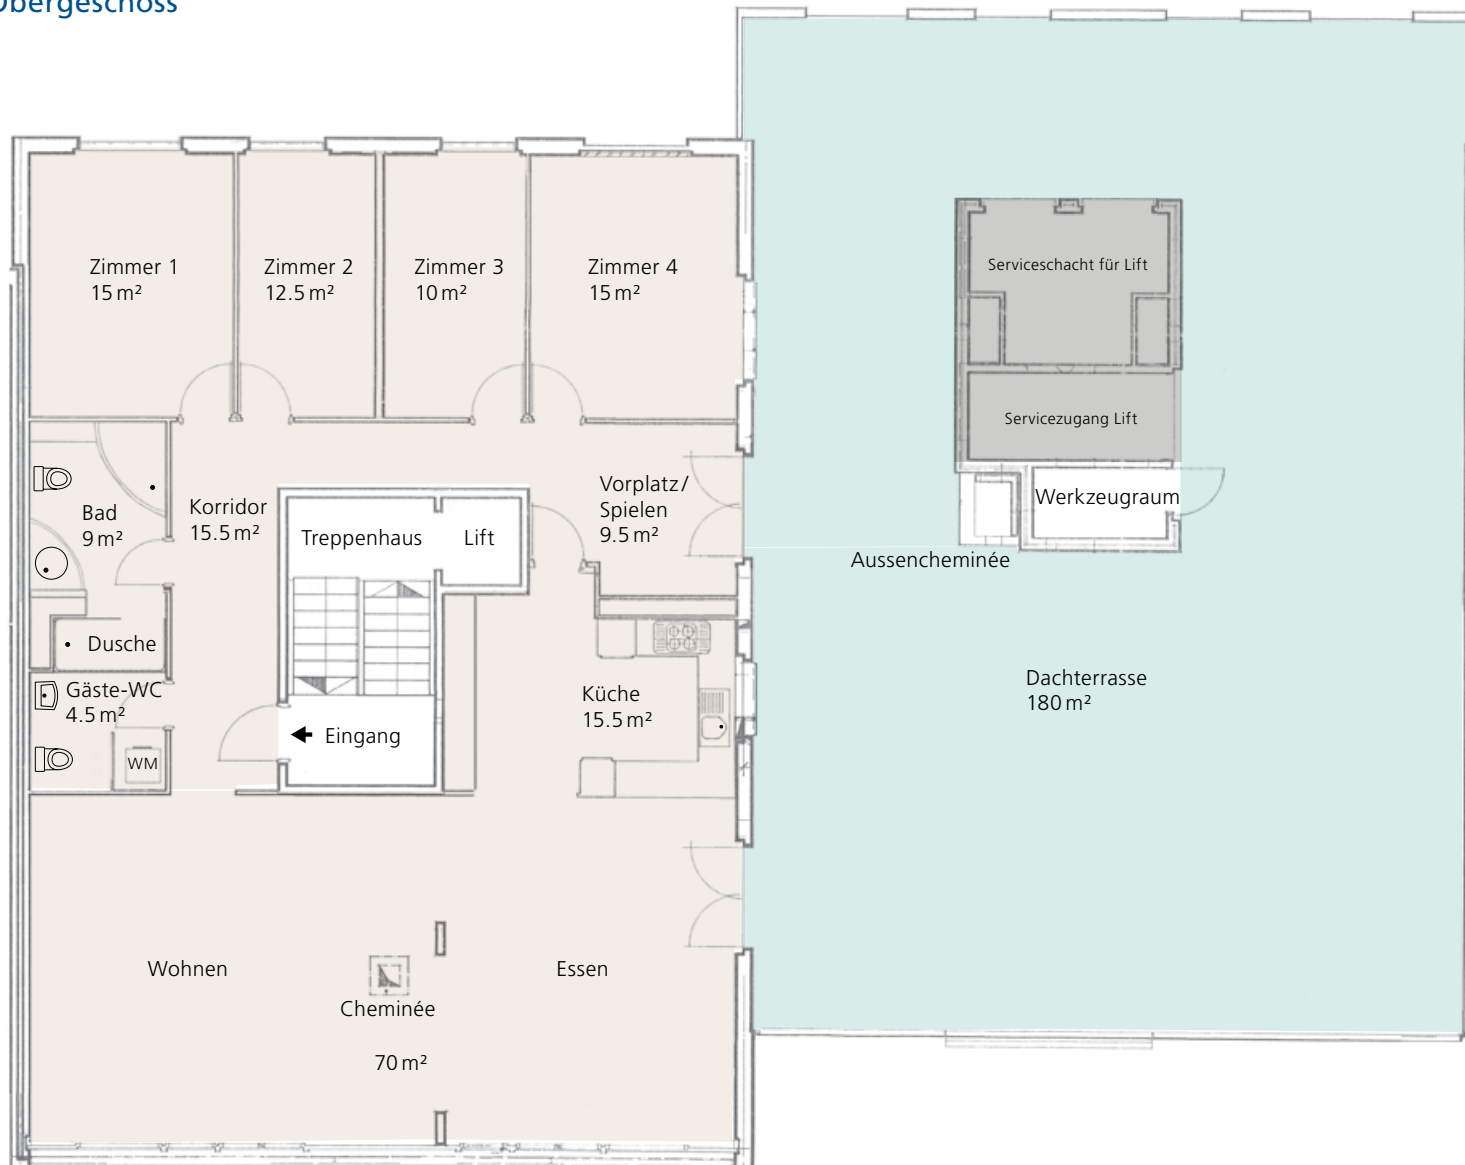 Obergeschoss
Zimmer 1
15 m²
Zimmer 2
12.5 m²
Zimmer 3
10 m²
Zimmer 4
15 m²
Serviceschacht für Lift
Servicezugang Lift
Werkzeugraum
Aussencheminée
Dachterrasse
180 m²
Bad
9 m²
Korridor
15.5 m²
Treppenhaus
Lift
Vorplatz/
Spielen
9.5 m²
Dusche
Gäste-WC
4.5 m²
WM
Eingang
Küche
15.5 m²
Wohnen
Essen
Cheminée
70 m²